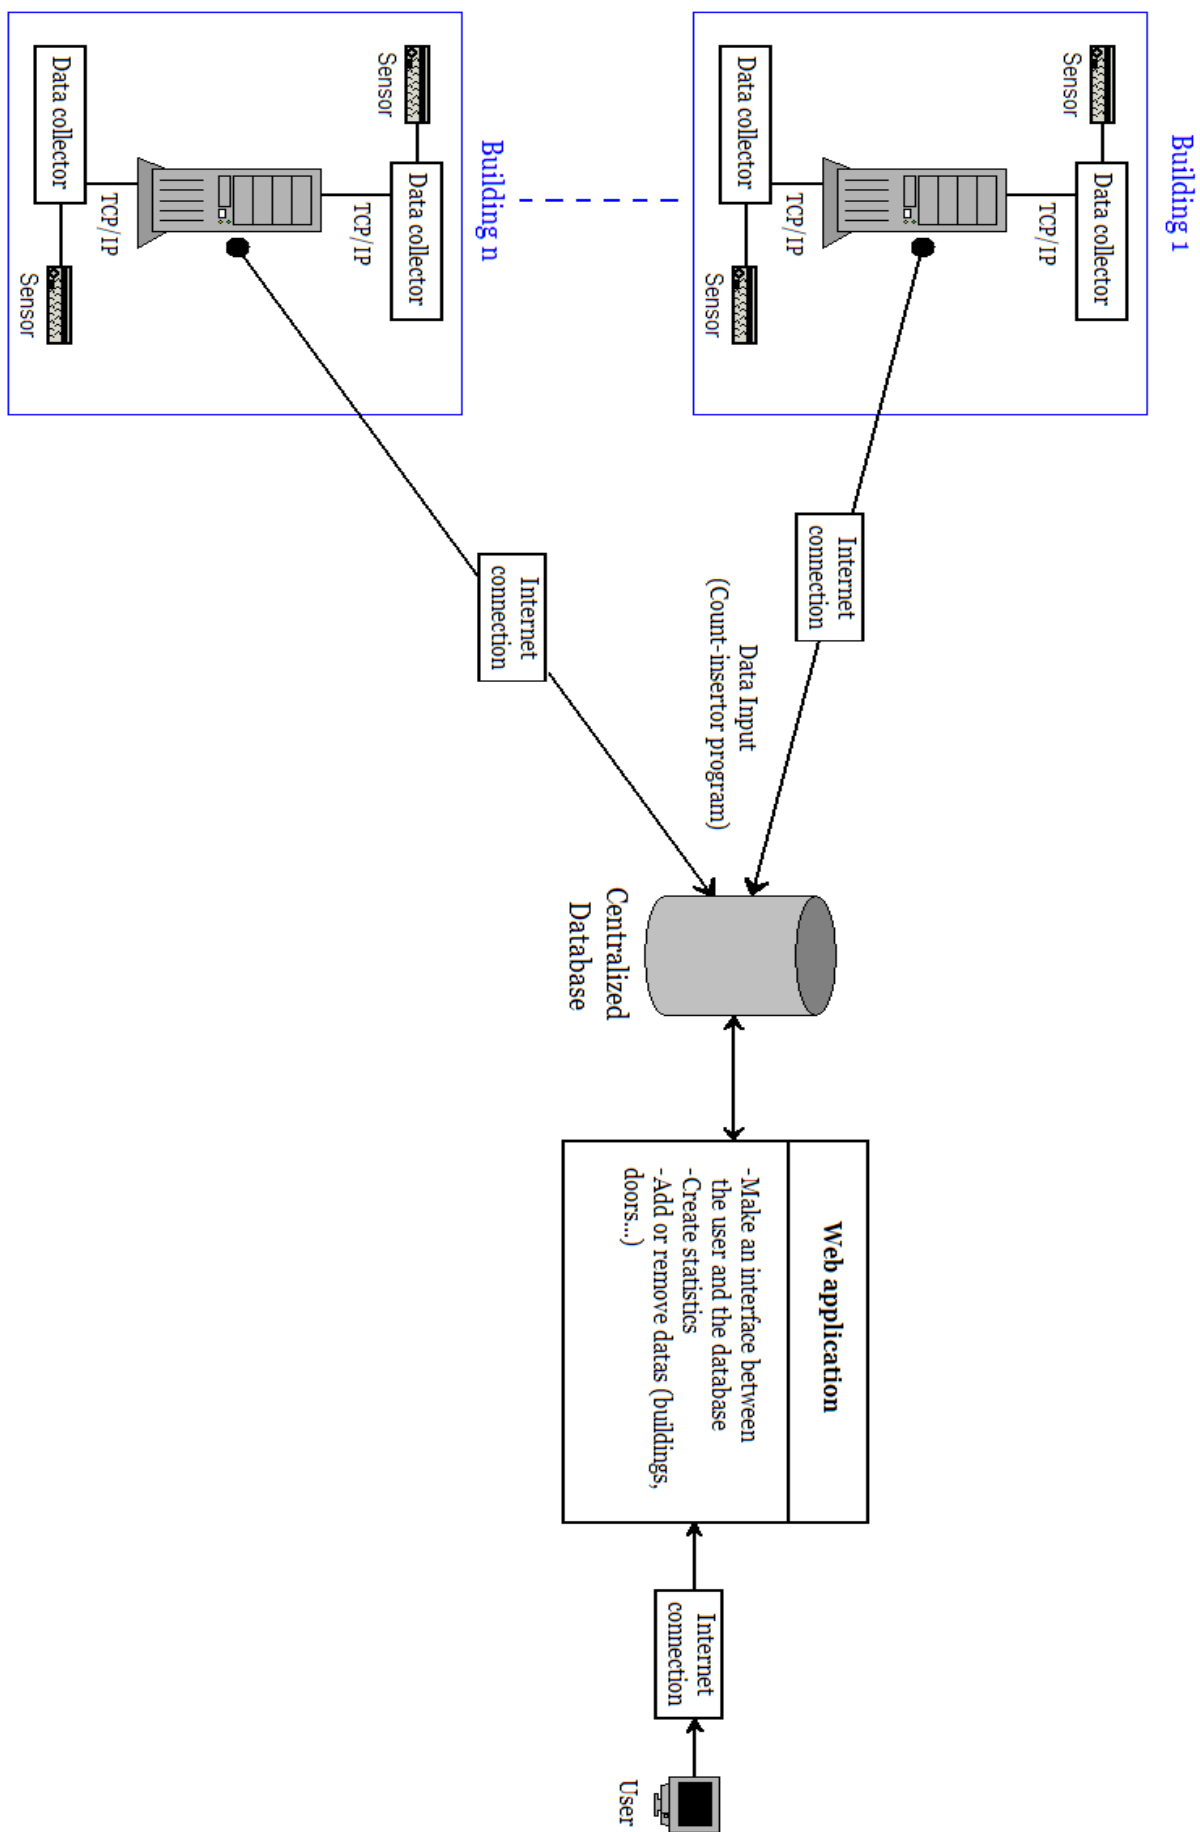 Building 1
Sensor
Data collector
TCP/IP
TCP/IP
Data collector
Sensor
Building n
Sensor
Data collector
TCP/IP
TCP/IP
Data collector
Sensor
Internet
connection
Data Input
(Count-insertor program)
Internet
connection
Centralized
Database
Web application
-Make an interface between
the user and the database
-Create statistics
-Add or remove datas (buildings,
doors...)
Internet
connection
User